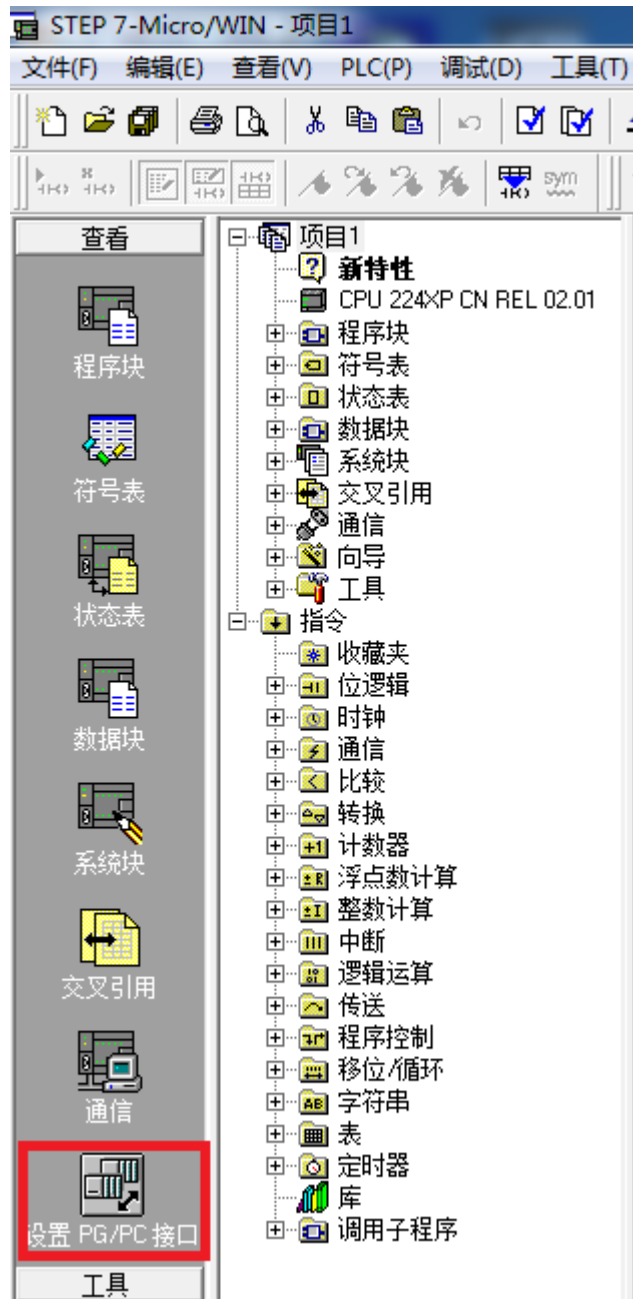 STEP 7-Micro/WIN - 项目1
文件(F) 编辑(E) 查看(V) PLC(P) 调试(D) 工具(T)
sym
查看
程序块
符号表
状态表
数据块
系统块
交叉引用
通信
设置 PG/PC 接口
工具
项目1
新特性
CPU 224XP CN REL 02.01
程序块
符号表
状态表
数据块
系统块
交叉引用
通信
向导
工具
指令
收藏夹
位逻辑
时钟
通信
比较
转换
计数器
浮点数计算
整数计算
中断
逻辑运算
传送
程序控制
移位/循环
字符串
表
定时器
库
调用子程序